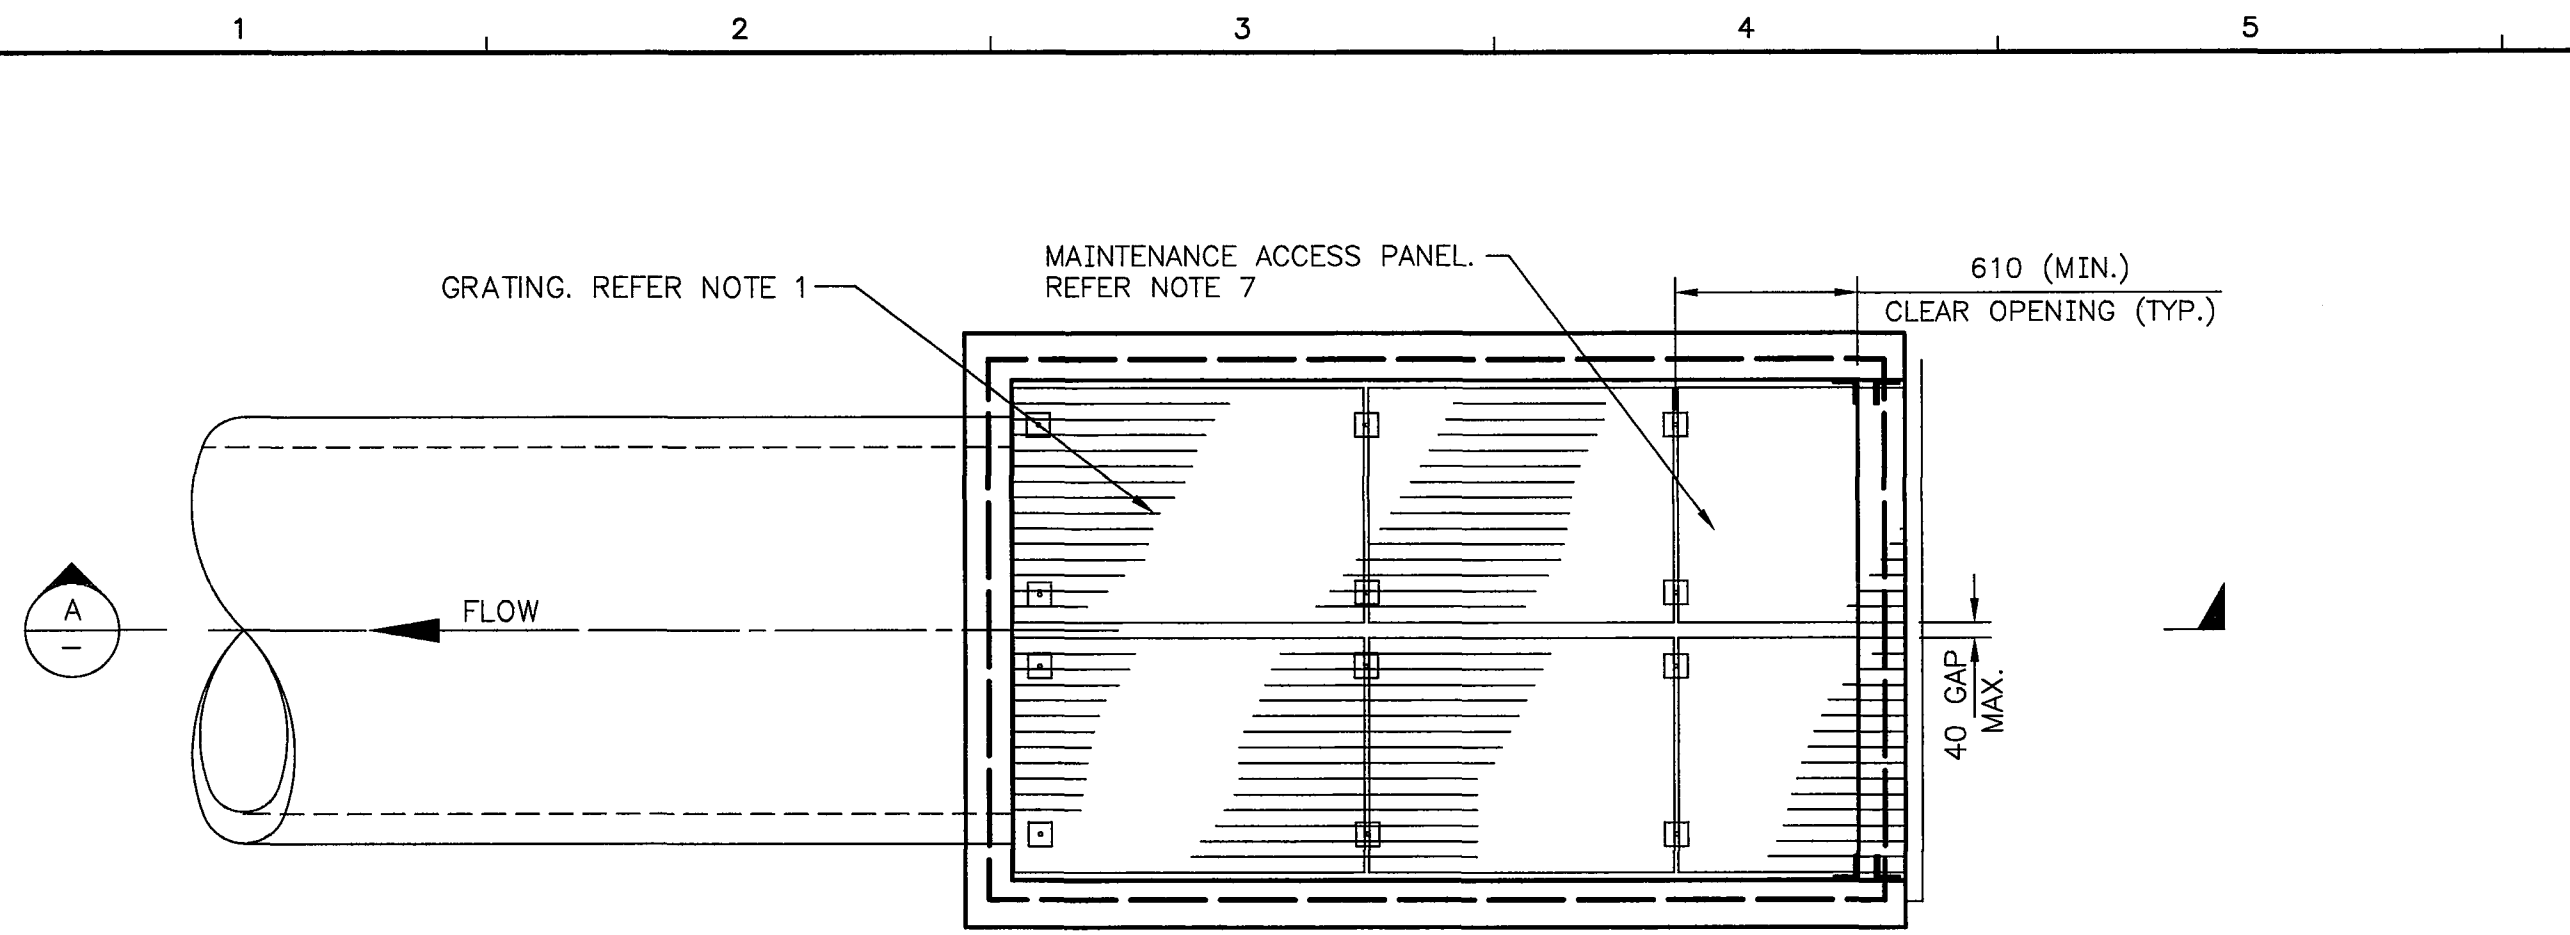 1 2 3 4 5
MAINTENANCE ACCESS PANEL.
REFER NOTE 7
610 (MIN.)
CLEAR OPENING (TYP.)
GRATING. REFER NOTE 1
A
–
FLOW
40 GAP
MAX.